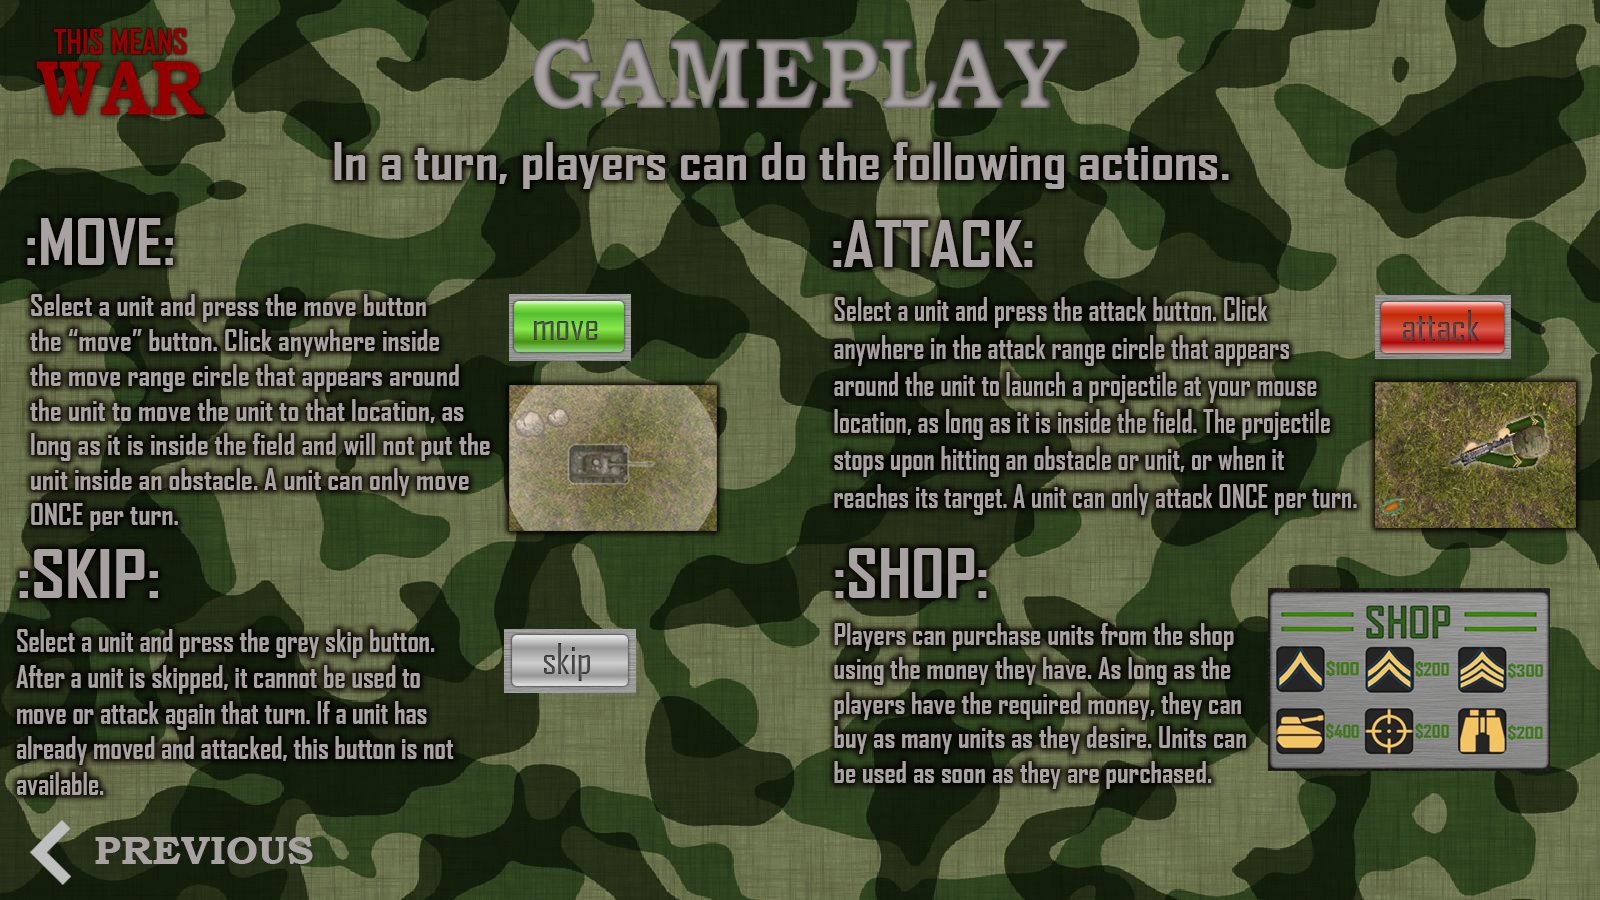 THIS MEANS
WAR
GAMEPLAY
In a turn, players can do the following actions.
:MOVE:
Select a unit and press the move button
the “move” button. Click anywhere inside
the move range circle that appears around
the unit to move the unit to that location, as
long as it is inside the field and will not put the
unit inside an obstacle. A unit can only move
ONCE per turn.
move
:ATTACK:
Select a unit and press the attack button. Click
anywhere in the attack range circle that appears
around the unit to launch a projectile at your mouse
location, as long as it is inside the field. The projectile
stops upon hitting an obstacle or unit, or when it
reaches its target. A unit can only attack ONCE per turn.
attack
:SKIP:
Select a unit and press the grey skip button.
After a unit is skipped, it cannot be used to
move or attack again that turn. If a unit has
already moved and attacked, this button is not
available.
skip
:SHOP:
Players can purchase units from the shop
using the money they have. As long as the
players have the required money, they can
buy as many units as they desire. Units can
be used as soon as they are purchased.
SHOP
$100 $200 $300
$400 $200 $200
PREVIOUS